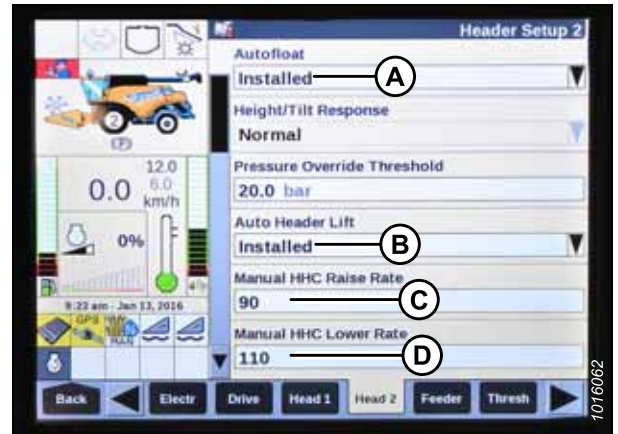 Header Setup 2
Autofloat
Installed
A
Height/Tilt Response
Normal
Pressure Override Threshold
20.0 bar
Auto Header Lift
Installed
B
Manual HHC Raise Rate
90
C
Manual HHC Lower Rate
110
D
2
(P)
12.0
6.0
0.0
km/h
0%
9:23 am - Jan 13, 2016
GPS
Back
Electr
Drive
Head 1
Head 2
Feeder
Thresh
1016062